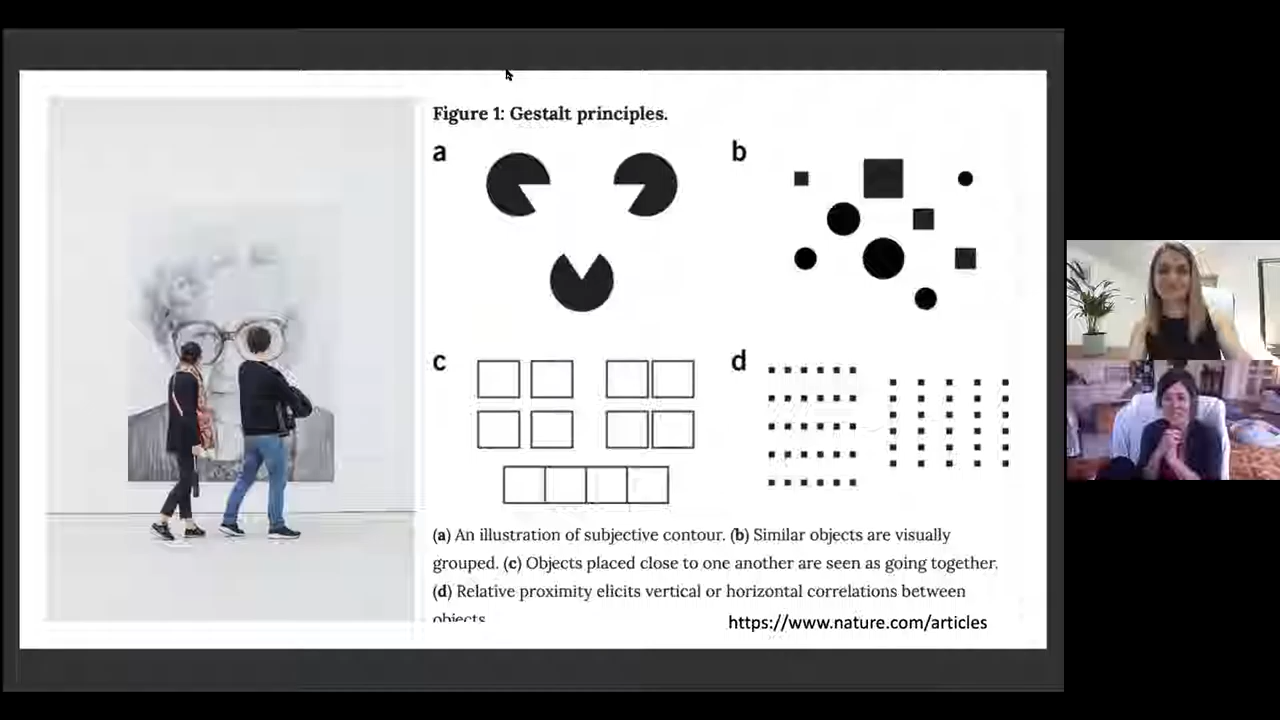 Figure 1: Gestalt principles.
a
b
c
d
(a) An illustration of subjective contour. (b) Similar objects are visually
grouped. (c) Objects placed close to one another are seen as going together.
(d) Relative proximity elicits vertical or horizontal correlations between
objects
https://www.nature.com/articles